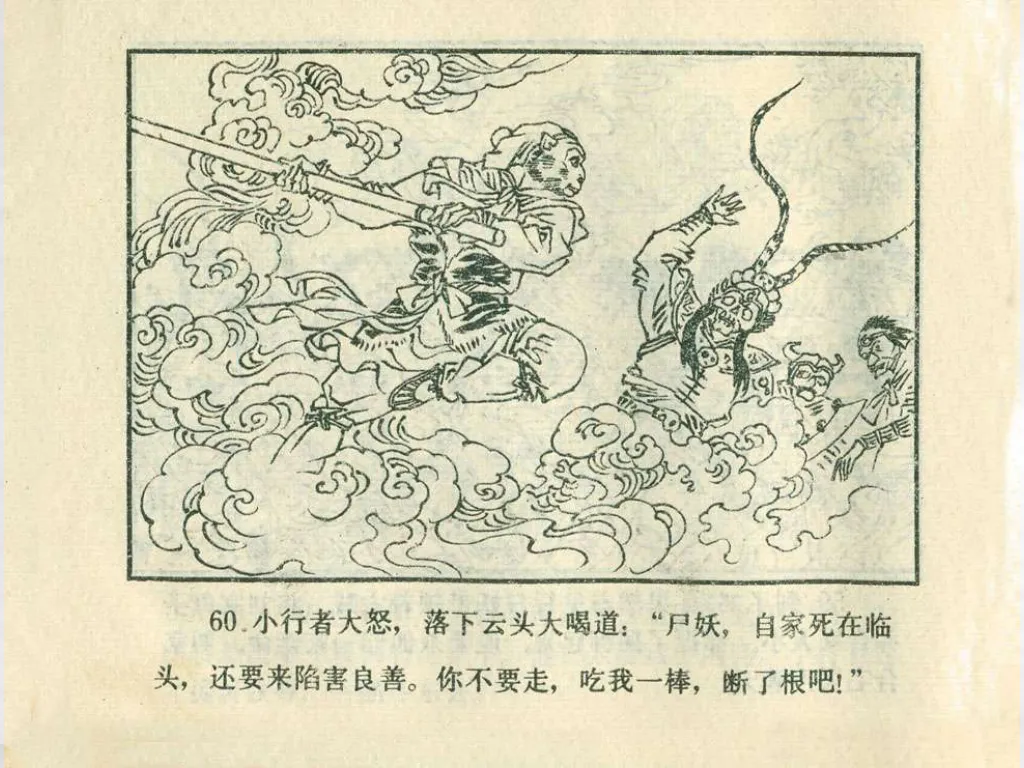 60.小行者大怒，落下云头大喝道：“尸妖，自家死在临
头，还要来陷害良善。你不要走，吃我一棒，断了根吧！”